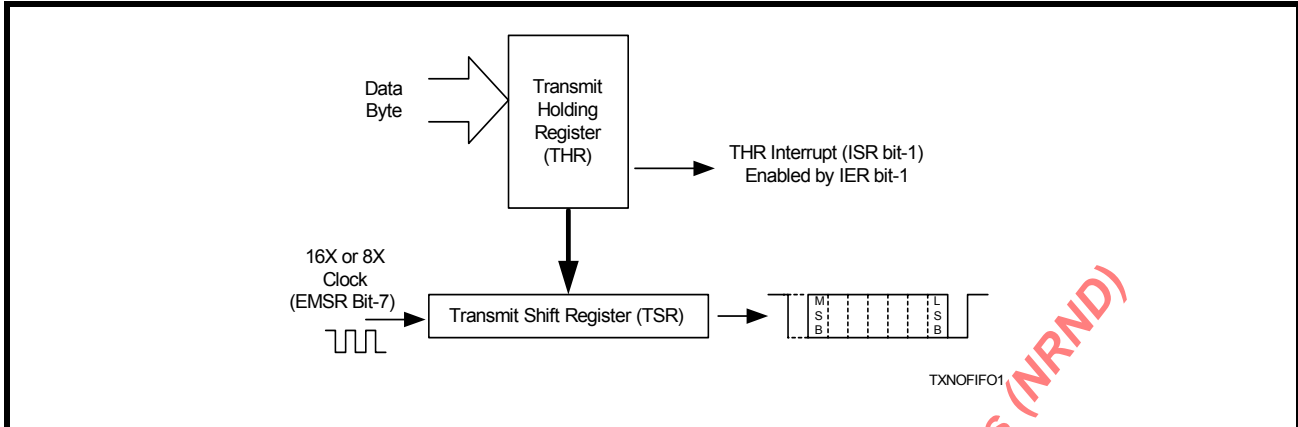 Data
Byte
Transmit
Holding
Register
(THR)
THR Interrupt (ISR bit-1)
Enabled by IER bit-1
16X or 8X
Clock
(EMSR Bit-7)
Transmit Shift Register (TSR)
M
S
B
L
S
B
TXNOFIFO1
(NRND)